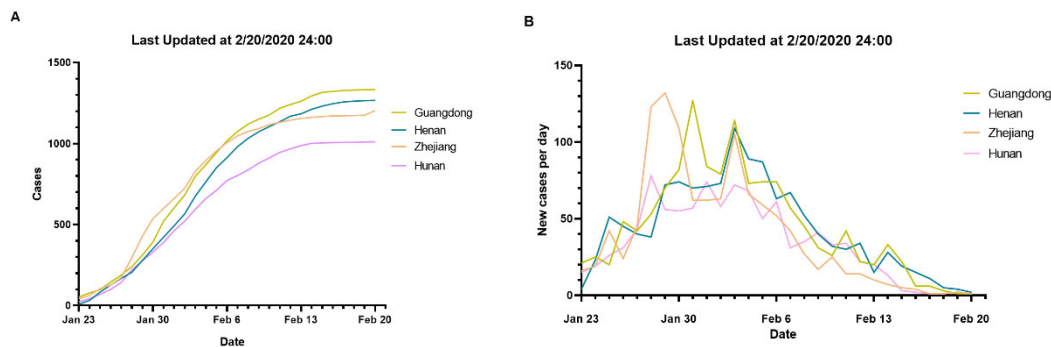 A
Last Updated at 2/20/2020 24:00
1500
1000
500
0
Cases
Jan 23
Jan 30
Feb 6
Feb 13
Feb 20
Date
Guangdong
Henan
Zhejiang
Hunan
B
Last Updated at 2/20/2020 24:00
150
100
50
0
New cases per day
Jan 23
Jan 30
Feb 6
Feb 13
Feb 20
Date
Guangdong
Henan
Zhejiang
Hunan